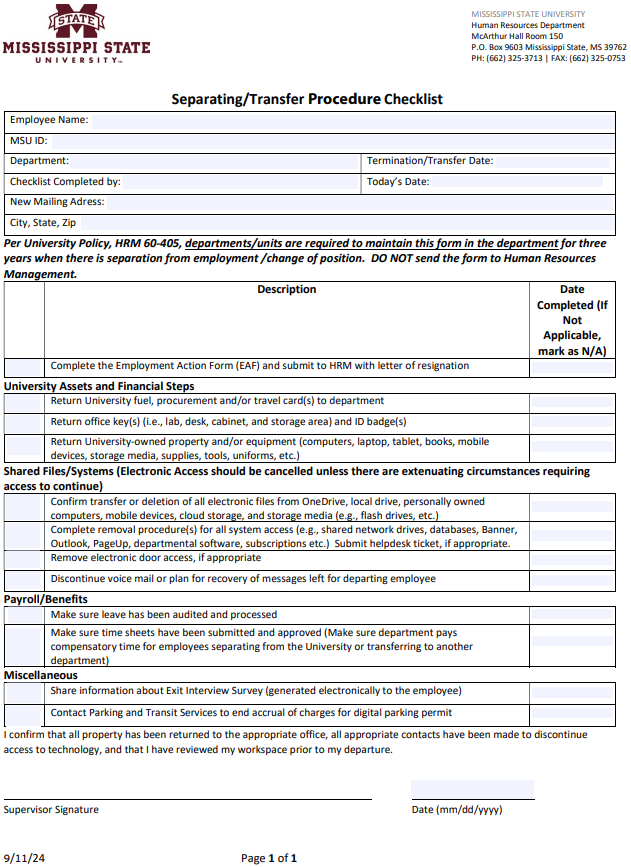 STATE
MISSISSIPPI STATE
UNIVERSITY™
MISSISSIPPI STATE UNIVERSITY
Human Resources Department
McArthur Hall Room 150
P.O. Box 9603 Mississippi State, MS 39762
PH: (662) 325-3713 | FAX: (662) 325-0753
Separating/Transfer Procedure Checklist
Employee Name:
MSU ID:
Department:
Termination/Transfer Date:
Checklist Completed by:
Today's Date:
New Mailing Adress:
City, State, Zip
Per University Policy, HRM 60-405, departments/units are required to maintain this form in the department for three
years when there is separation from employment /change of position. DO NOT send the form to Human Resources
Management.
Description
Date
Completed (If
Not
Applicable,
mark as N/A)
Complete the Employment Action Form (EAF) and submit to HRM with letter of resignation
University Assets and Financial Steps
Return University fuel, procurement and/or travel card(s) to department
Return office key(s) (i.e., lab, desk, cabinet, and storage area) and ID badge(s)
Return University-owned property and/or equipment (computers, laptop, tablet, books, mobile
devices, storage media, supplies, tools, uniforms, etc.)
Shared Files/Systems (Electronic Access should be cancelled unless there are extenuating circumstances requiring
access to continue)
Confirm transfer or deletion of all electronic files from OneDrive, local drive, personally owned
computers, mobile devices, cloud storage, and storage media (e.g., flash drives, etc.)
Complete removal procedure(s) for all system access (e.g., shared network drives, databases, Banner,
Outlook, PageUp, departmental software, subscriptions etc.) Submit helpdesk ticket, if appropriate.
Remove electronic door access, if appropriate
Discontinue voice mail or plan for recovery of messages left for departing employee
Payroll/Benefits
Make sure leave has been audited and processed
Make sure time sheets have been submitted and approved (Make sure department pays
compensatory time for employees separating from the University or transferring to another
department)
Miscellaneous
Share information about Exit Interview Survey (generated electronically to the employee)
Contact Parking and Transit Services to end accrual of charges for digital parking permit
I confirm that all property has been returned to the appropriate office, all appropriate contacts have been made to discontinue
access to technology, and that I have reviewed my workspace prior to my departure.
Supervisor Signature
Date (mm/dd/yyyy)
9/11/24
Page 1 of 1